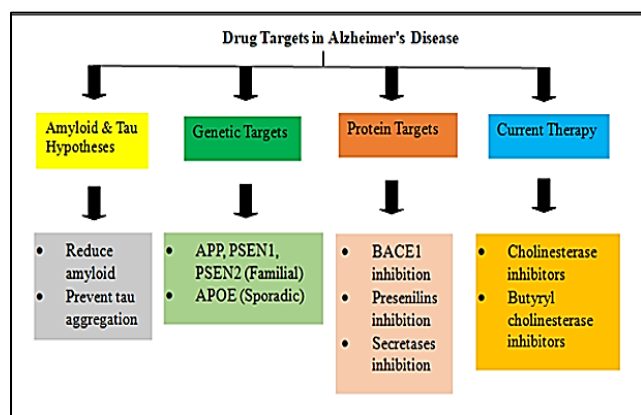 Drug Targets in Alzheimer's Disease
Amyloid & Tau
Hypotheses
Genetic Targets
Protein Targets
Current Therapy
• Reduce
amyloid
• Prevent tau
aggregation
• APP, PSEN1,
PSEN2 (Familial)
• APOE (Sporadic)
• BACE1
inhibition
• Presenilins
inhibition
• Secretases
inhibition
• Cholinesterase
inhibitors
• Butyryl
cholinesterase
inhibitors